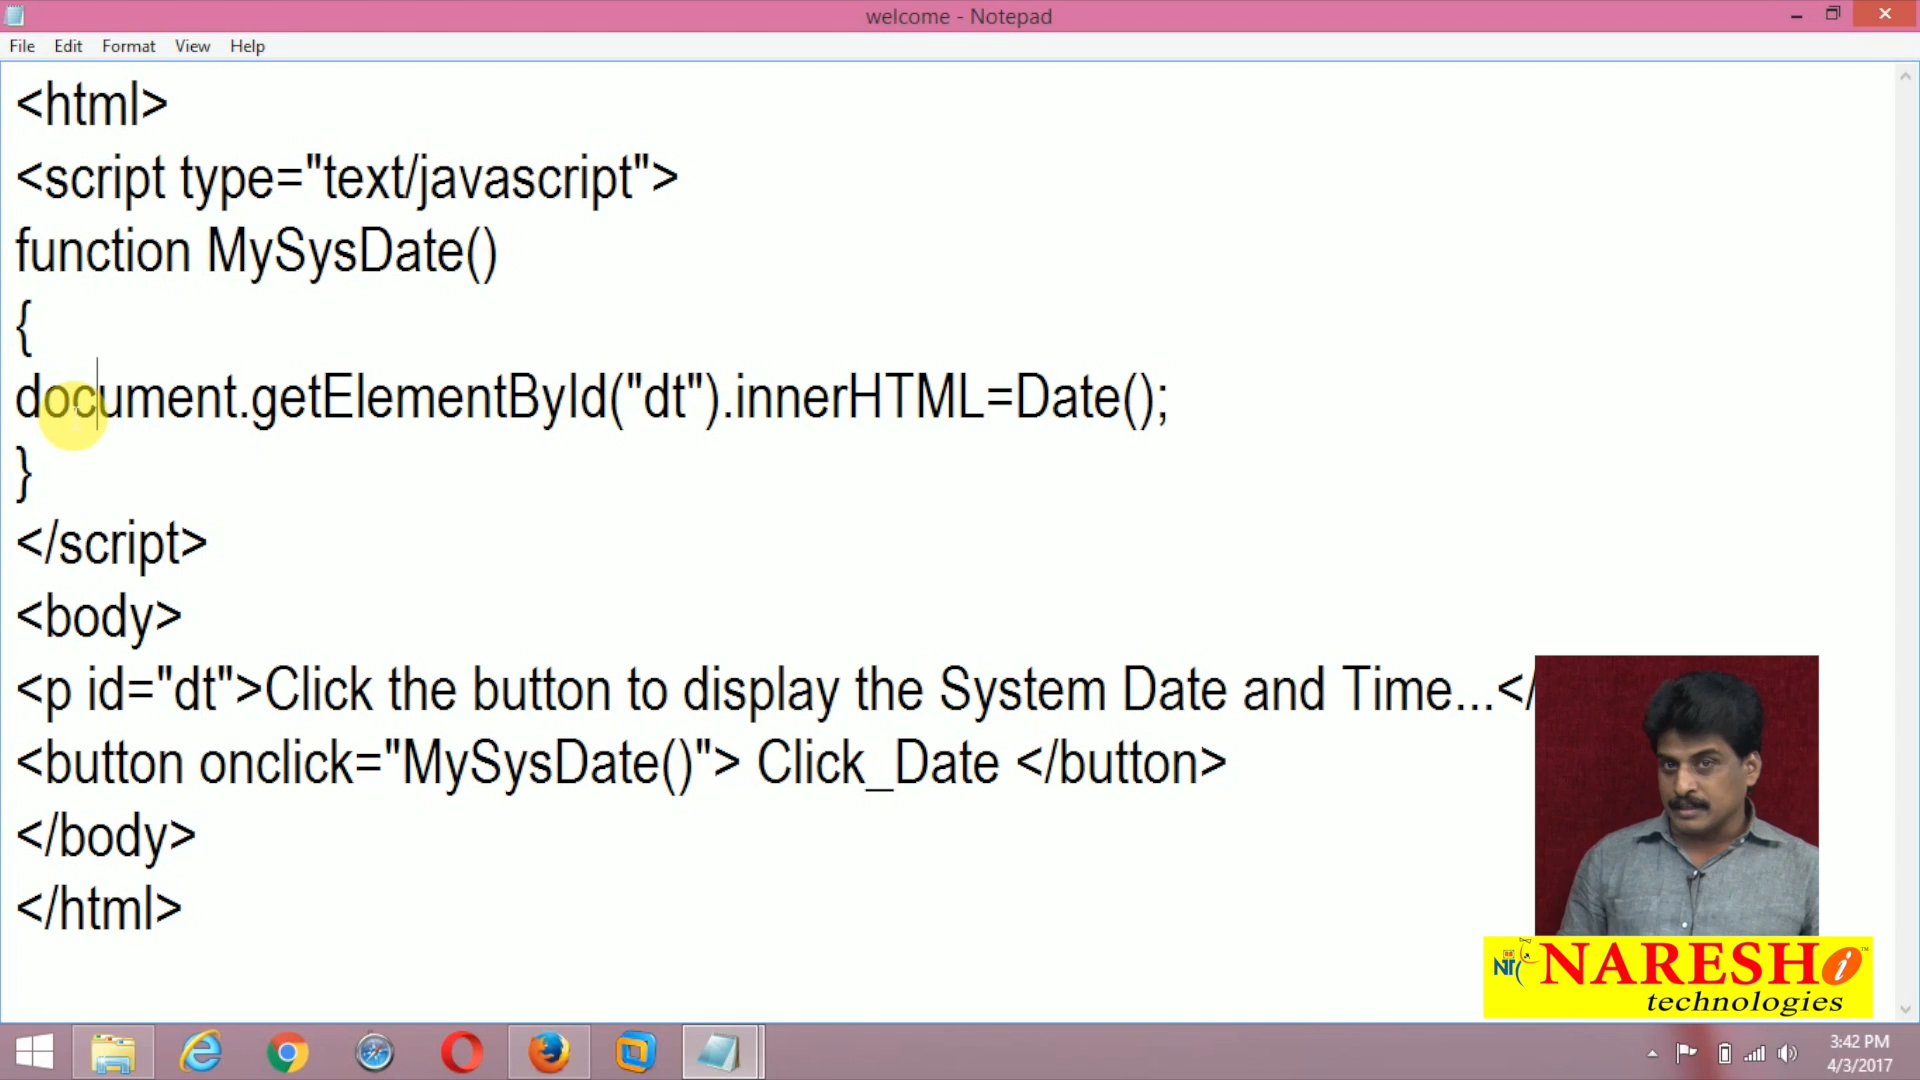 welcome - Notepad
File Edit Format View Help
<html>
<script type="text/javascript">
function MySysDate()
{
document.getElementById("dt").innerHTML=Date();
}
</script>
<body>
<p id="dt">Click the button to display the System Date and Time...</
<button onclick="MySysDate()"> Click_Date </button>
</body>
</html>
NT
NARESH i ™
technologies
3:42 PM
4/3/2017